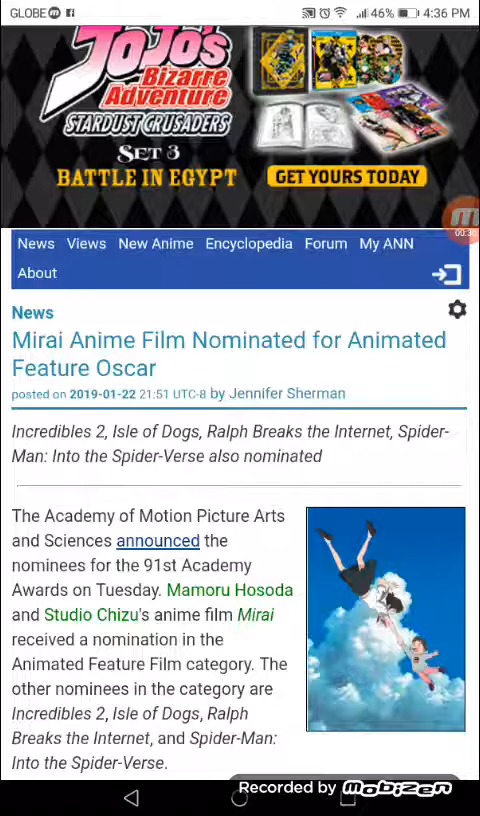 GLOBE 46% 4:36 PM
JoJo's
Bizarre
Adventure
STARDUST CRUSADERS
SET 3
BATTLE IN EGYPT
GET YOURS TODAY
00:30
News Views New Anime Encyclopedia Forum My ANN
About
News
Mirai Anime Film Nominated for Animated
Feature Oscar
posted on 2019-01-22 21:51 UTC-8 by Jennifer Sherman
Incredibles 2, Isle of Dogs, Ralph Breaks the Internet, Spider-
Man: Into the Spider-Verse also nominated
The Academy of Motion Picture Arts
and Sciences announced the
nominees for the 91st Academy
Awards on Tuesday. Mamoru Hosoda
and Studio Chizu's anime film Mirai
received a nomination in the
Animated Feature Film category. The
other nominees in the category are
Incredibles 2, Isle of Dogs, Ralph
Breaks the Internet, and Spider-Man:
Into the Spider-Verse.
Recorded by mobizen